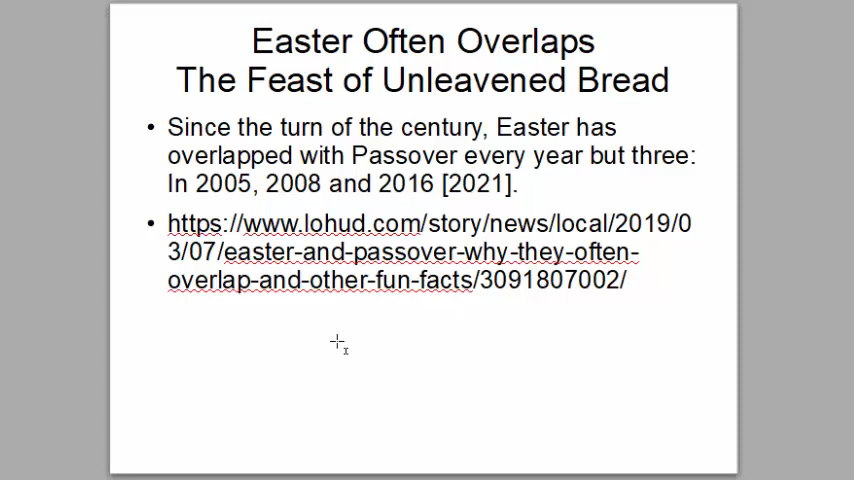 Easter Often Overlaps
The Feast of Unleavened Bread
• Since the turn of the century, Easter has
overlapped with Passover every year but three:
In 2005, 2008 and 2016 [2021].
• https://www.lohud.com/story/news/local/2019/0
3/07/easter-and-passover-why-they-often-
overlap-and-other-fun-facts/3091807002/